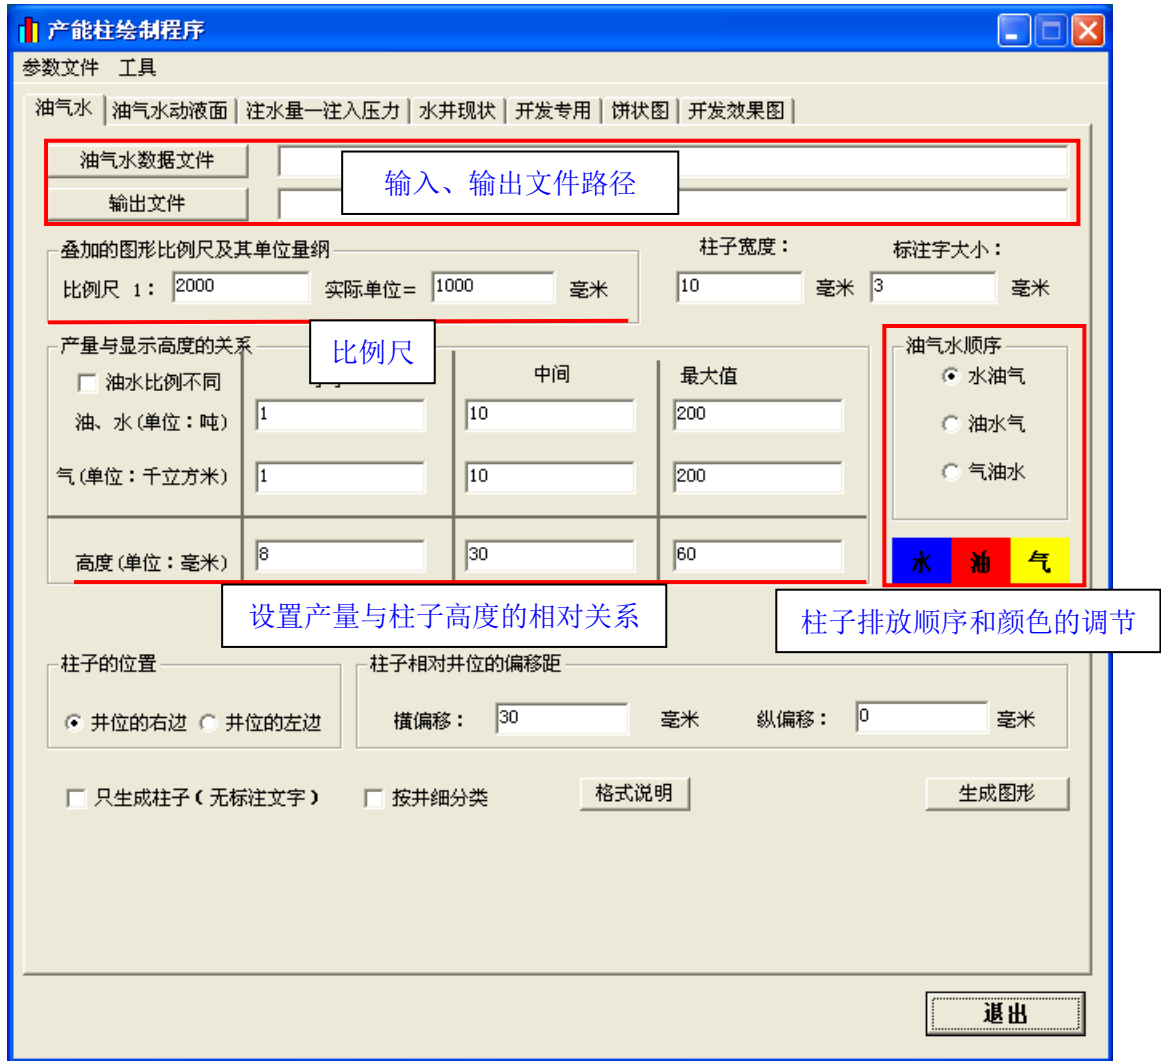 产能柱绘制程序
参数文件 工具
油气水 油气水动液面 注水量一注入压力 水井现状 开发专用 饼状图 开发效果图
油气水数据文件
输入、输出文件路径
输出文件
叠加的图形比例尺及其单位量纲
柱子宽度： 标注字大小：
比例尺 1： 2000 实际单位= 1000 毫米 10 毫米 3 毫米
比例尺
产量与显示高度的关系
油气水顺序
油水比例不同 中间 最大值
水油气
油、水(单位：吨) 1 10 200
油水气
气(单位：千立方米) 1 10 200
气油水
高度(单位：毫米) 8 30 60
水 油 气
设置产量与柱子高度的相对关系
柱子排放顺序和颜色的调节
柱子的位置
柱子相对井位的偏移距
井位的右边 井位的左边
横偏移： 30 毫米 纵偏移： 0 毫米
只生成柱子(无标注文字) 按井细分类 格式说明 生成图形
退出